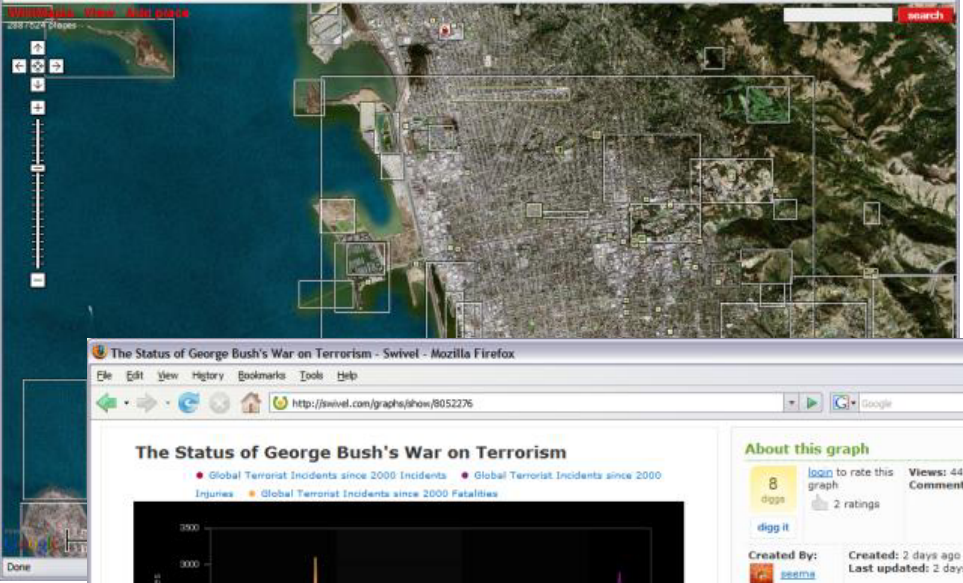 WikiMapia View Add place
2887624 places
search
Done
The Status of George Bush's War on Terrorism - Swivel - Mozilla Firefox
File Edit View History Bookmarks Tools Help
http://swivel.com/graphs/show/8052276
Google
The Status of George Bush's War on Terrorism
Global Terrorist Incidents since 2000 Incidents Global Terrorist Incidents since 2000
Injuries Global Terrorist Incidents since 2000 Fatalities
3500
3000
About this graph
8
diggs
digg it
login to rate this
graph
2 ratings
Views: 44
Comment
Created By:
seema
Created: 2 days ago
Last updated: 2 day